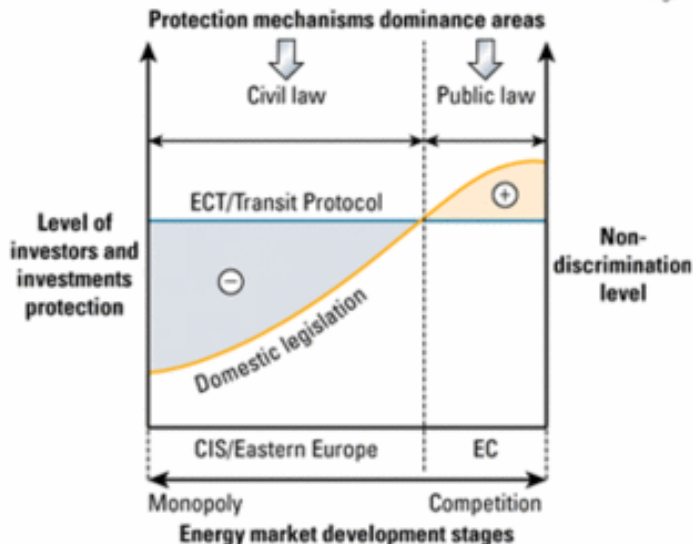 Protection mechanisms dominance areas
Civil law
Public law
ECT/Transit Protocol
+
Level of
investors and
investments
protection
Non-
discrimination
level
−
Domestic legislation
CIS/Eastern Europe
EC
Monopoly
Competition
Energy market development stages